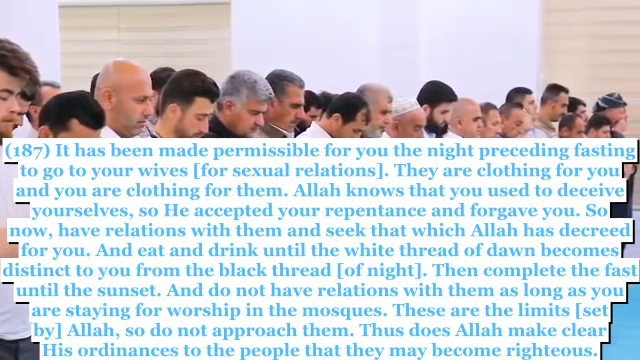 (187) It has been made permissible for you the night preceding fasting
to go to your wives [for sexual relations]. They are clothing for you
and you are clothing for them. Allah knows that you used to deceive
yourselves, so He accepted your repentance and forgave you. So
now, have relations with them and seek that which Allah has decreed
for you. And eat and drink until the white thread of dawn becomes
distinct to you from the black thread [of night]. Then complete the fast
until the sunset. And do not have relations with them as long as you
are staying for worship in the mosques. These are the limits [set
by] Allah, so do not approach them. Thus does Allah make clear
His ordinances to the people that they may become righteous.